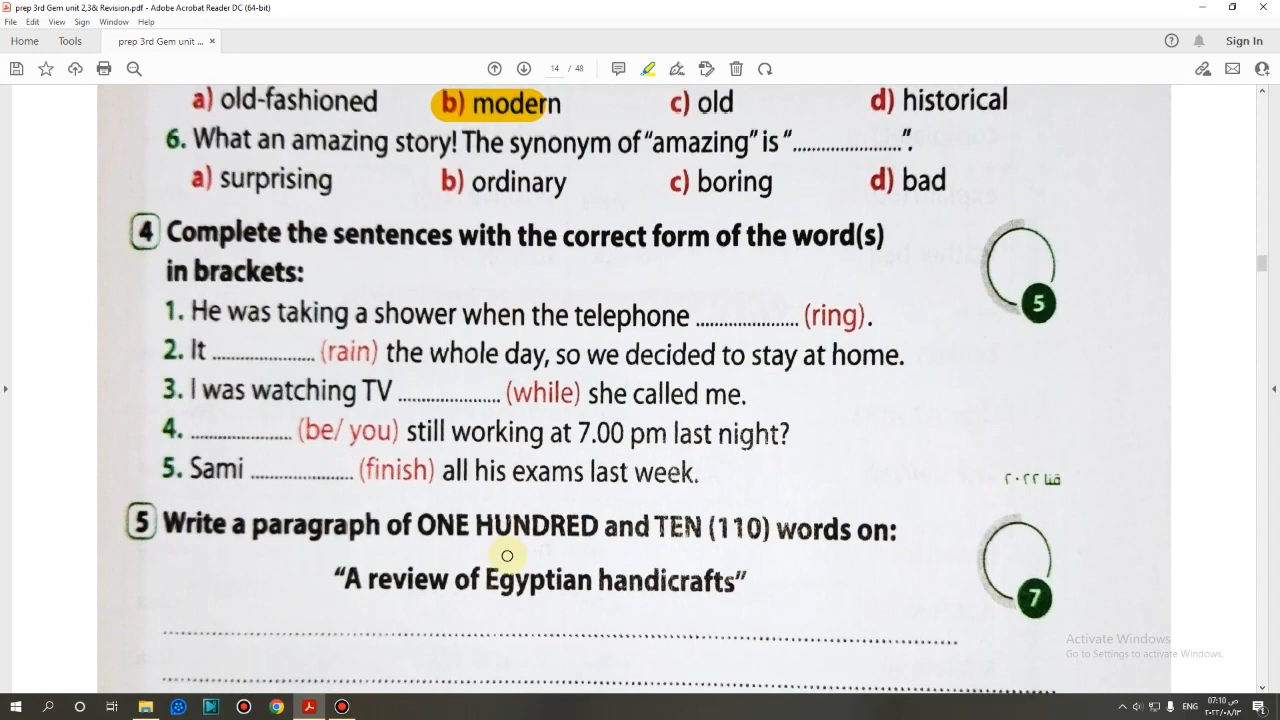 prep 3rd Gem unit 2,3& Revision.pdf - Adobe Acrobat Reader DC (64-bit)
File Edit View Sign Window Help
Home Tools prep 3rd Gem unit ... × Sign In
14 / 48
a) old-fashioned b) modern c) old d) historical
6. What an amazing story! The synonym of “amazing” is “.....................”.
a) surprising b) ordinary c) boring d) bad
4 Complete the sentences with the correct form of the word(s)
in brackets:
5
1. He was taking a shower when the telephone .................... (ring).
2. It .................... (rain) the whole day, so we decided to stay at home.
3. I was watching TV .................... (while) she called me.
4. .................... (be/ you) still working at 7.00 pm last night?
5. Sami .................... (finish) all his exams last week.
قنا ٢٠٢٢
5 Write a paragraph of ONE HUNDRED and TEN (110) words on:
“A review of Egyptian handicrafts”
7
Activate Windows
Go to Settings to activate Windows.
ENG
07:10 ص
٢٠٢٢/٠٨/١٣